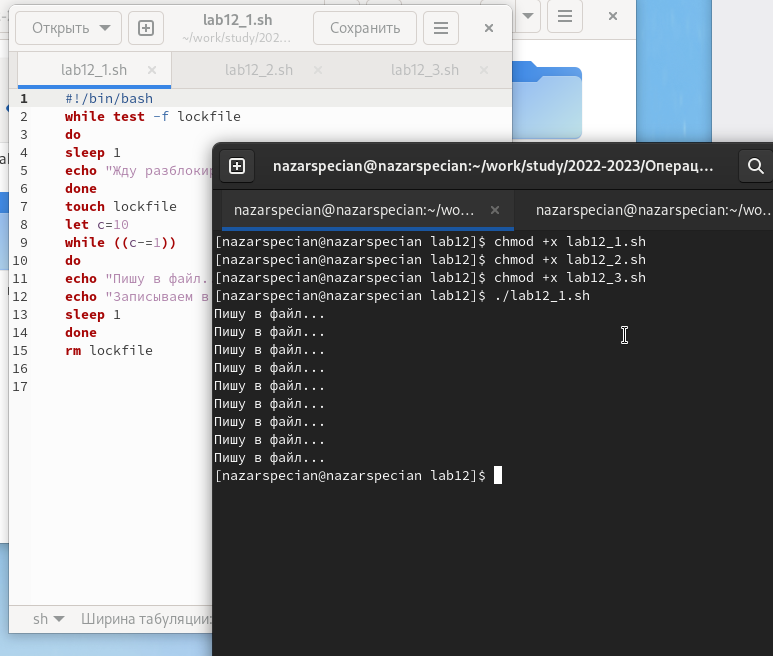 Открыть
lab12_1.sh
~/work/study/202...
Сохранить
lab12_1.sh
lab12_2.sh
lab12_3.sh
1 #!/bin/bash
2 while test -f lockfile
3 do
4 sleep 1
5 echo "Жду разблокир
6 done
7 touch lockfile
8 let c=10
9 while ((c-=1))
10 do
11 echo "Пишу в файл.
12 echo "Записываем в
13 sleep 1
14 done
15 rm lockfile
16
17
sh
Ширина табуляции:
nazarspecian@nazarspecian:~/work/study/2022-2023/Операц...
nazarspecian@nazarspecian:~/wo...
nazarspecian@nazarspecian:~/wo...
[nazarspecian@nazarspecian lab12]$ chmod +x lab12_1.sh
[nazarspecian@nazarspecian lab12]$ chmod +x lab12_2.sh
[nazarspecian@nazarspecian lab12]$ chmod +x lab12_3.sh
[nazarspecian@nazarspecian lab12]$ ./lab12_1.sh
Пишу в файл...
Пишу в файл...
Пишу в файл...
Пишу в файл...
Пишу в файл...
Пишу в файл...
Пишу в файл...
Пишу в файл...
Пишу в файл...
[nazarspecian@nazarspecian lab12]$